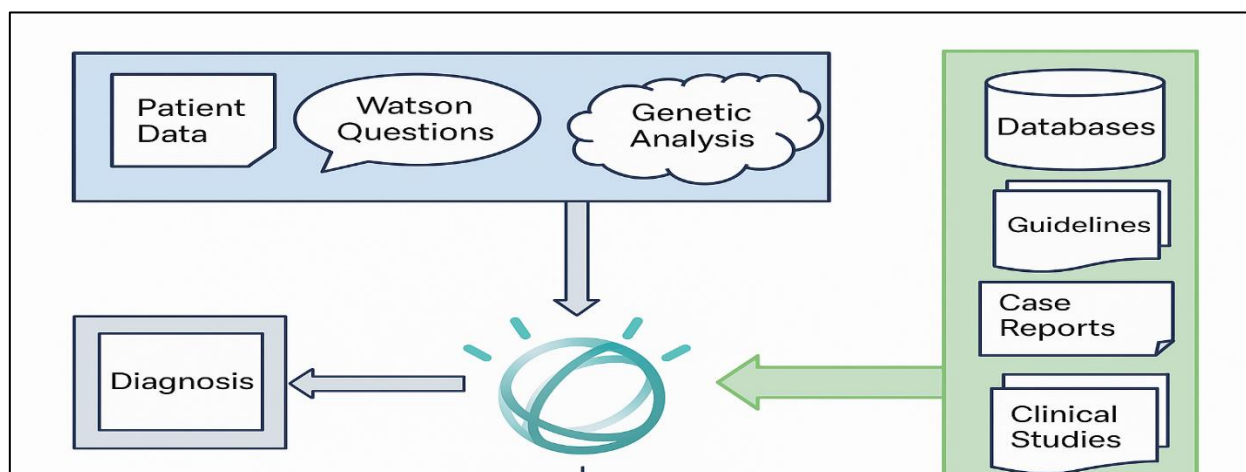 Patient
Data
Watson
Questions
Genetic
Analysis
Databases
Guidelines
Case
Reports
Diagnosis
Clinical
Studies